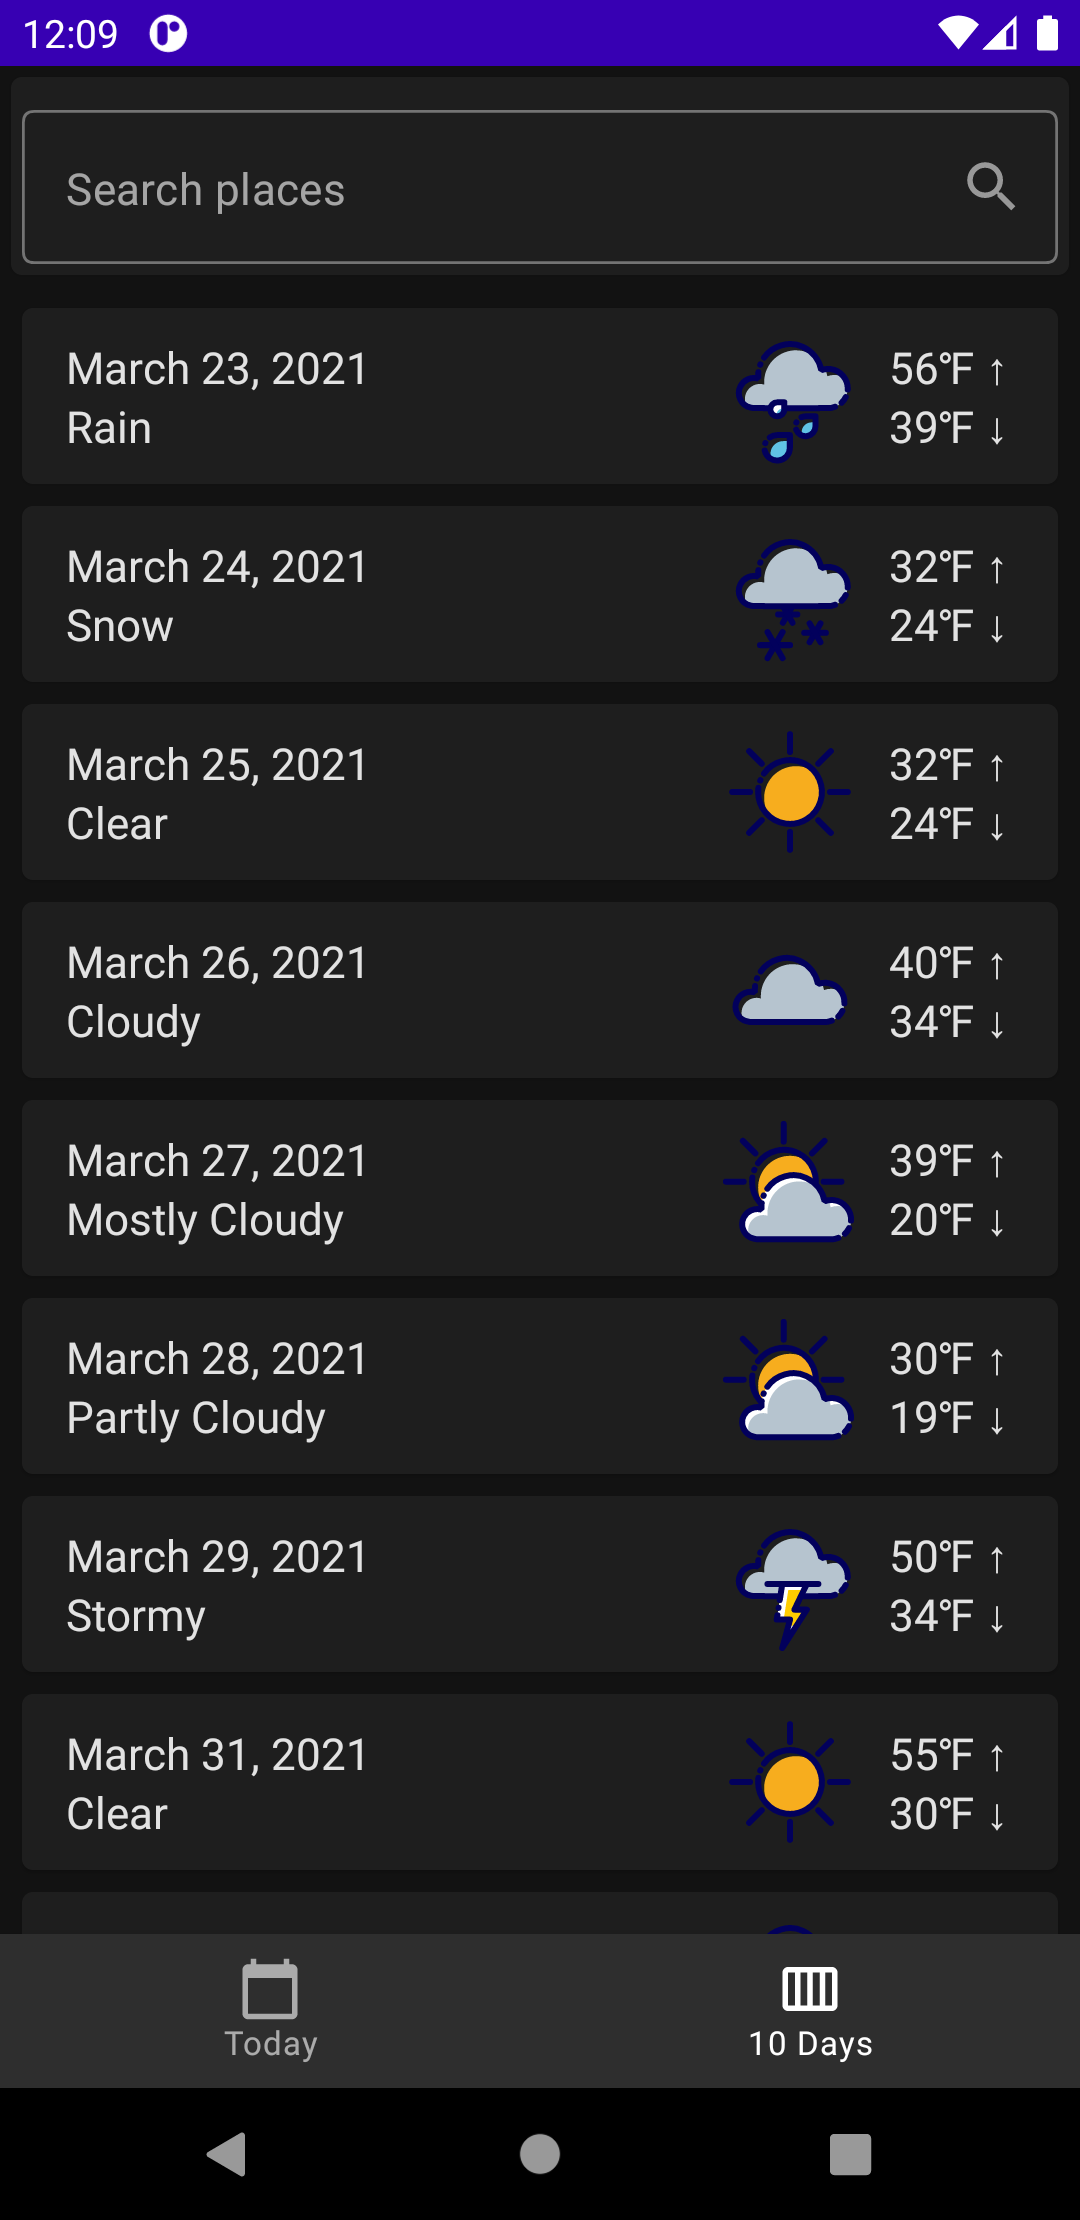 12:09
Search places
March 23, 2021
Rain
56°F ↑
39°F ↓
March 24, 2021
Snow
32°F ↑
24°F ↓
March 25, 2021
Clear
32°F ↑
24°F ↓
March 26, 2021
Cloudy
40°F ↑
34°F ↓
March 27, 2021
Mostly Cloudy
39°F ↑
20°F ↓
March 28, 2021
Partly Cloudy
30°F ↑
19°F ↓
March 29, 2021
Stormy
50°F ↑
34°F ↓
March 31, 2021
Clear
55°F ↑
30°F ↓
Today
10 Days